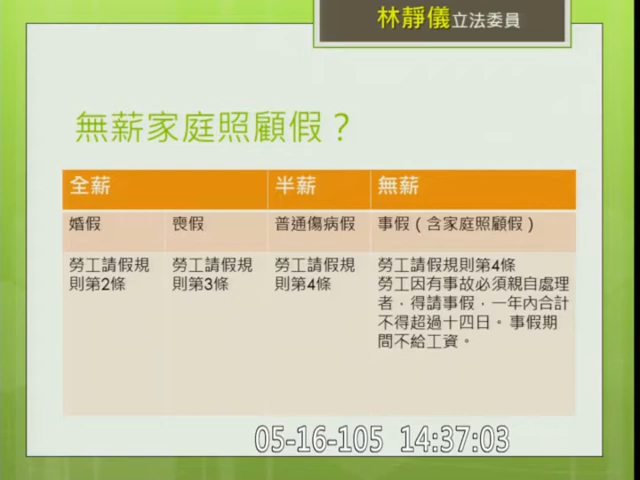 林靜儀立法委員
無薪家庭照顧假？
全薪 半薪 無薪
婚假 喪假 普通傷病假 事假（含家庭照顧假）
勞工請假規
則第2條
勞工請假規
則第3條
勞工請假規
則第4條
勞工請假規則第4條
勞工因有事故必須親自處理
者，得請事假，一年內合計
不得超過十四日。事假期
間不給工資。
05-16-105 14:37:03